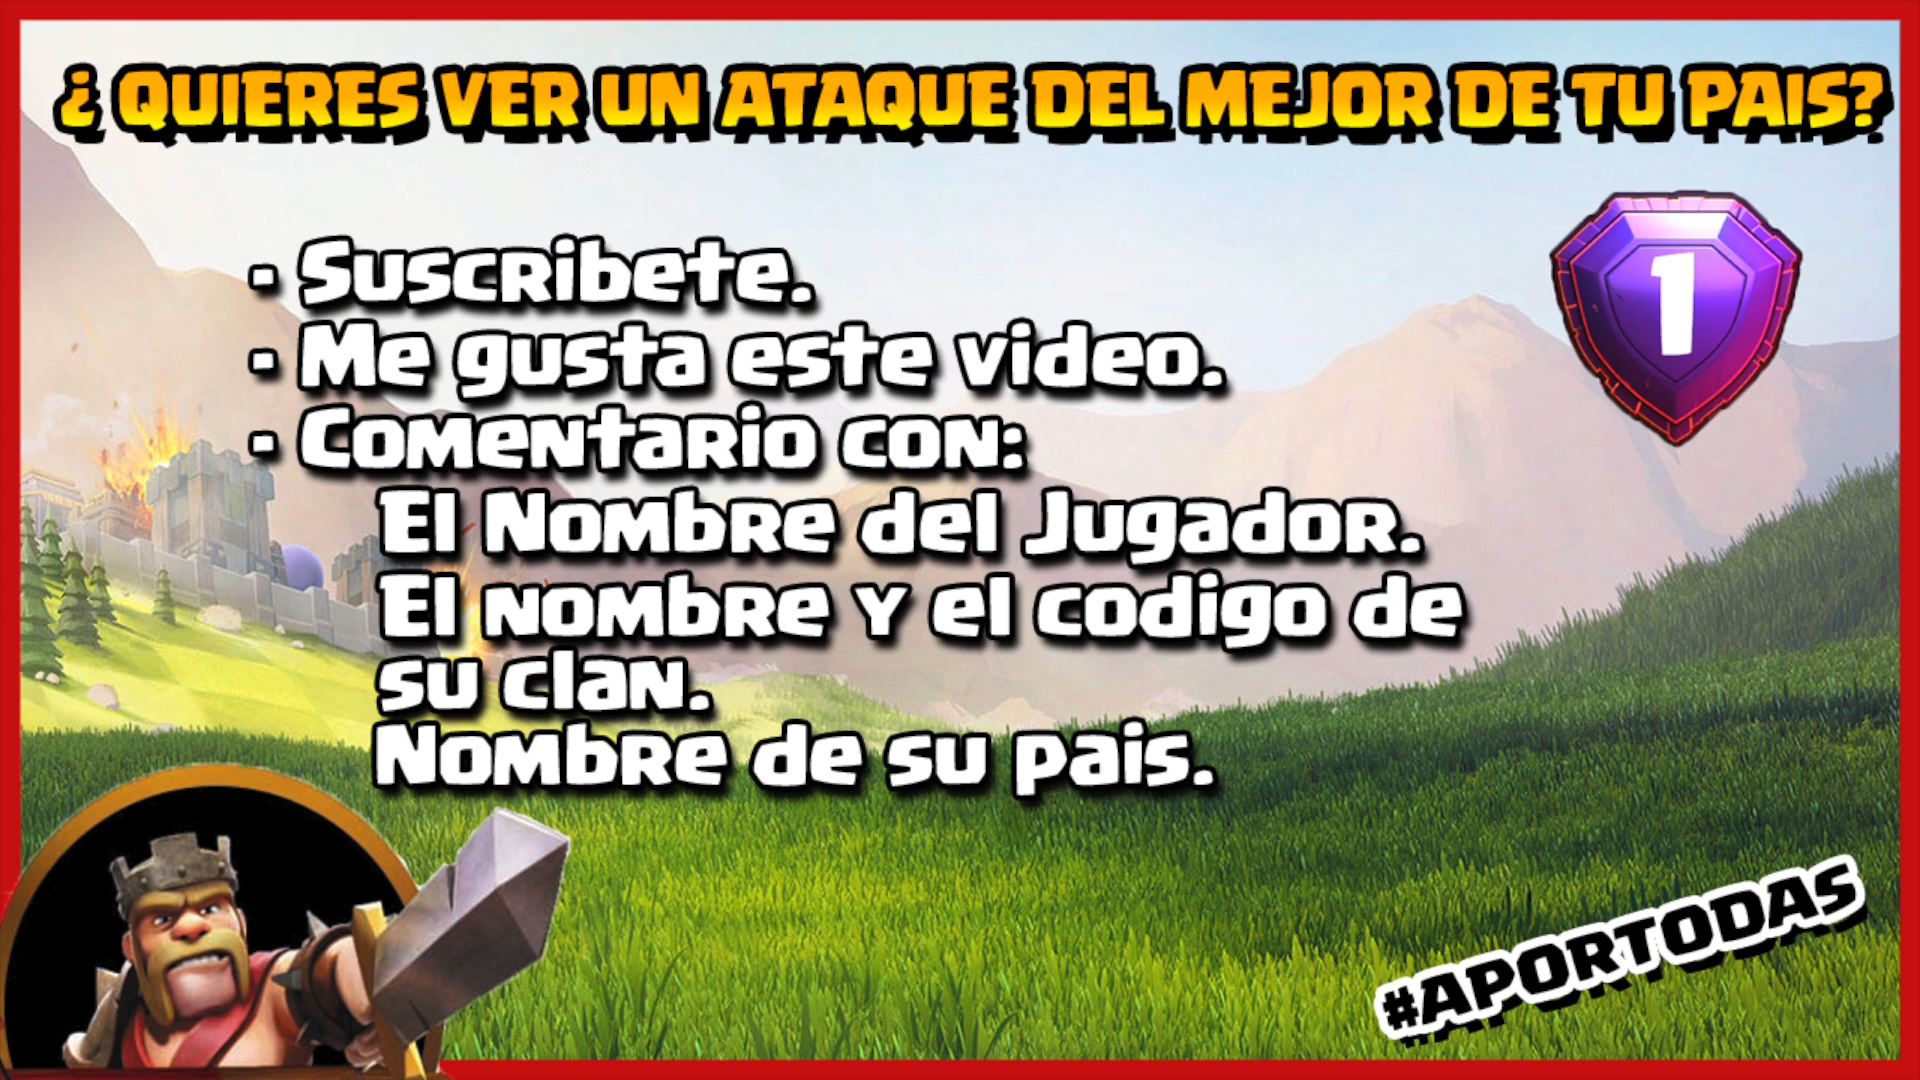 ¿ QUIERES VER UN ATAQUE DEL MEJOR DE TU PAIS?
1
- Suscribete.
- Me gusta este video.
- Comentario con:
El Nombre del Jugador.
El nombre y el codigo de
su clan.
Nombre de su pais.
#APORTODAS